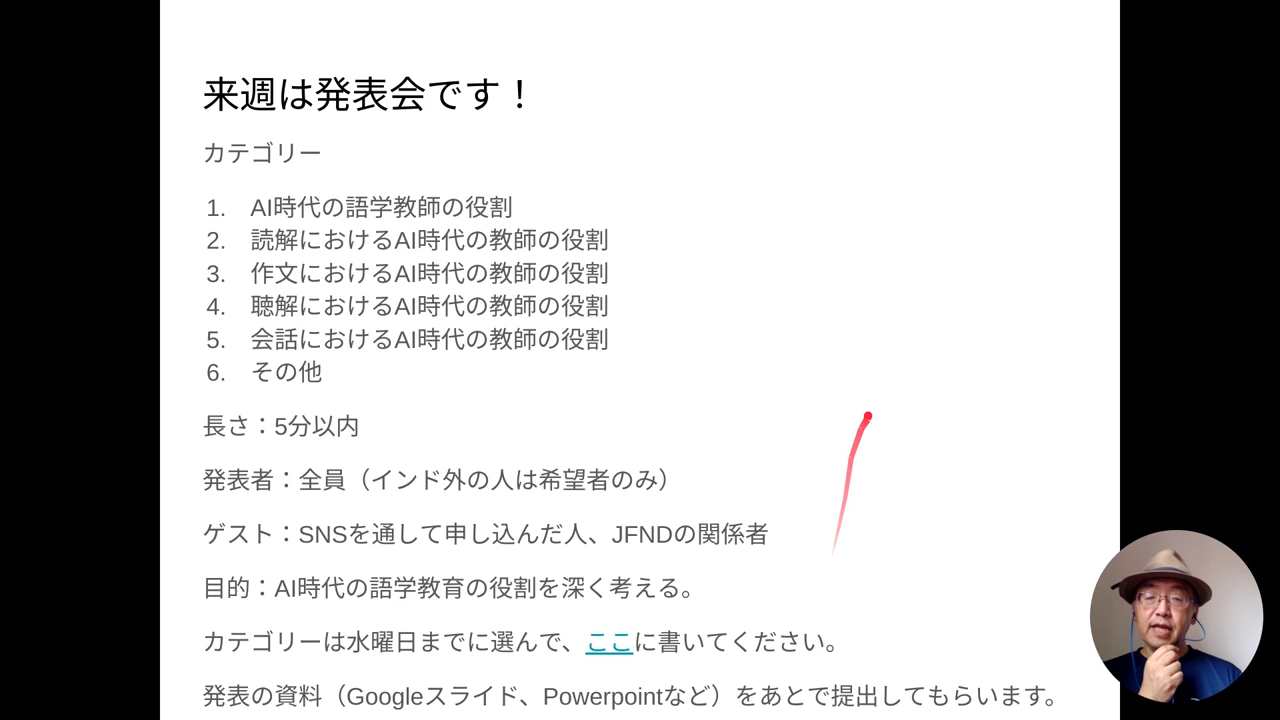 来週は発表会です！
カテゴリー
1. AI時代の語学教師の役割
2. 読解におけるAI時代の教師の役割
3. 作文におけるAI時代の教師の役割
4. 聴解におけるAI時代の教師の役割
5. 会話におけるAI時代の教師の役割
6. その他
長さ：5分以内
発表者：全員（インド外の人は希望者のみ）
ゲスト：SNSを通して申し込んだ人、JFNDの関係者
目的：AI時代の語学教育の役割を深く考える。
カテゴリーは水曜日までに選んで、ここに書いてください。
発表の資料（Googleスライド、Powerpointなど）をあとで提出してもらいます。